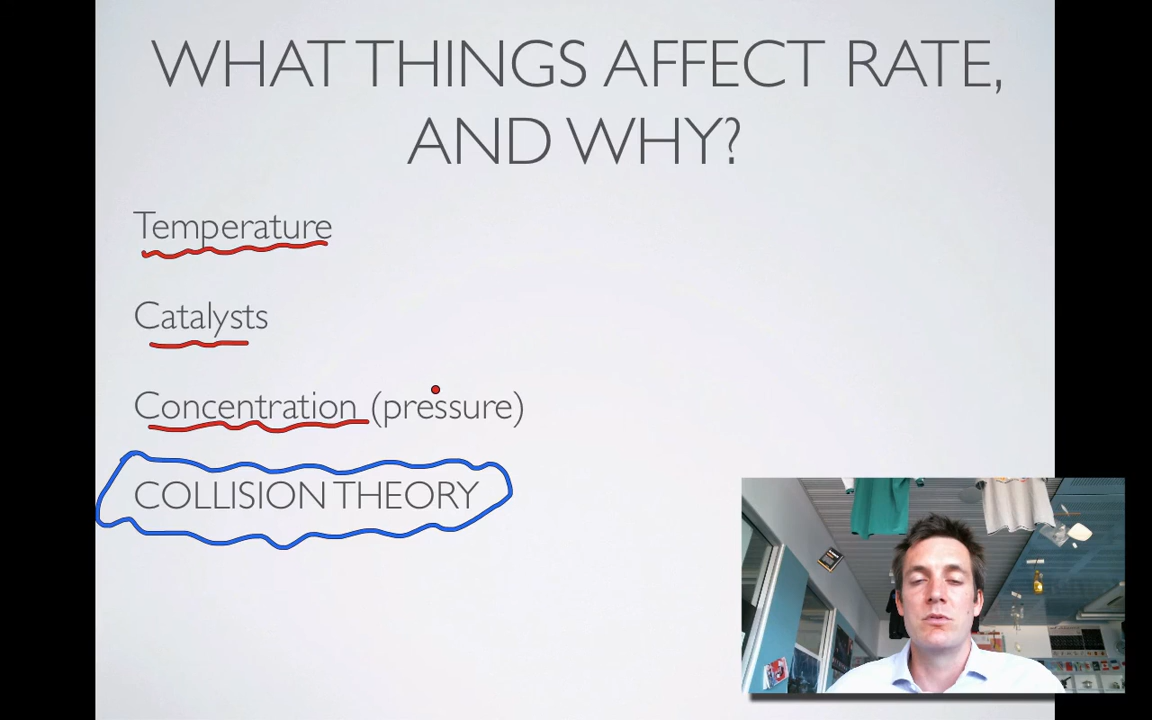 WHAT THINGS AFFECT RATE,
AND WHY?
Temperature
Catalysts
Concentration (pressure)
COLLISION THEORY